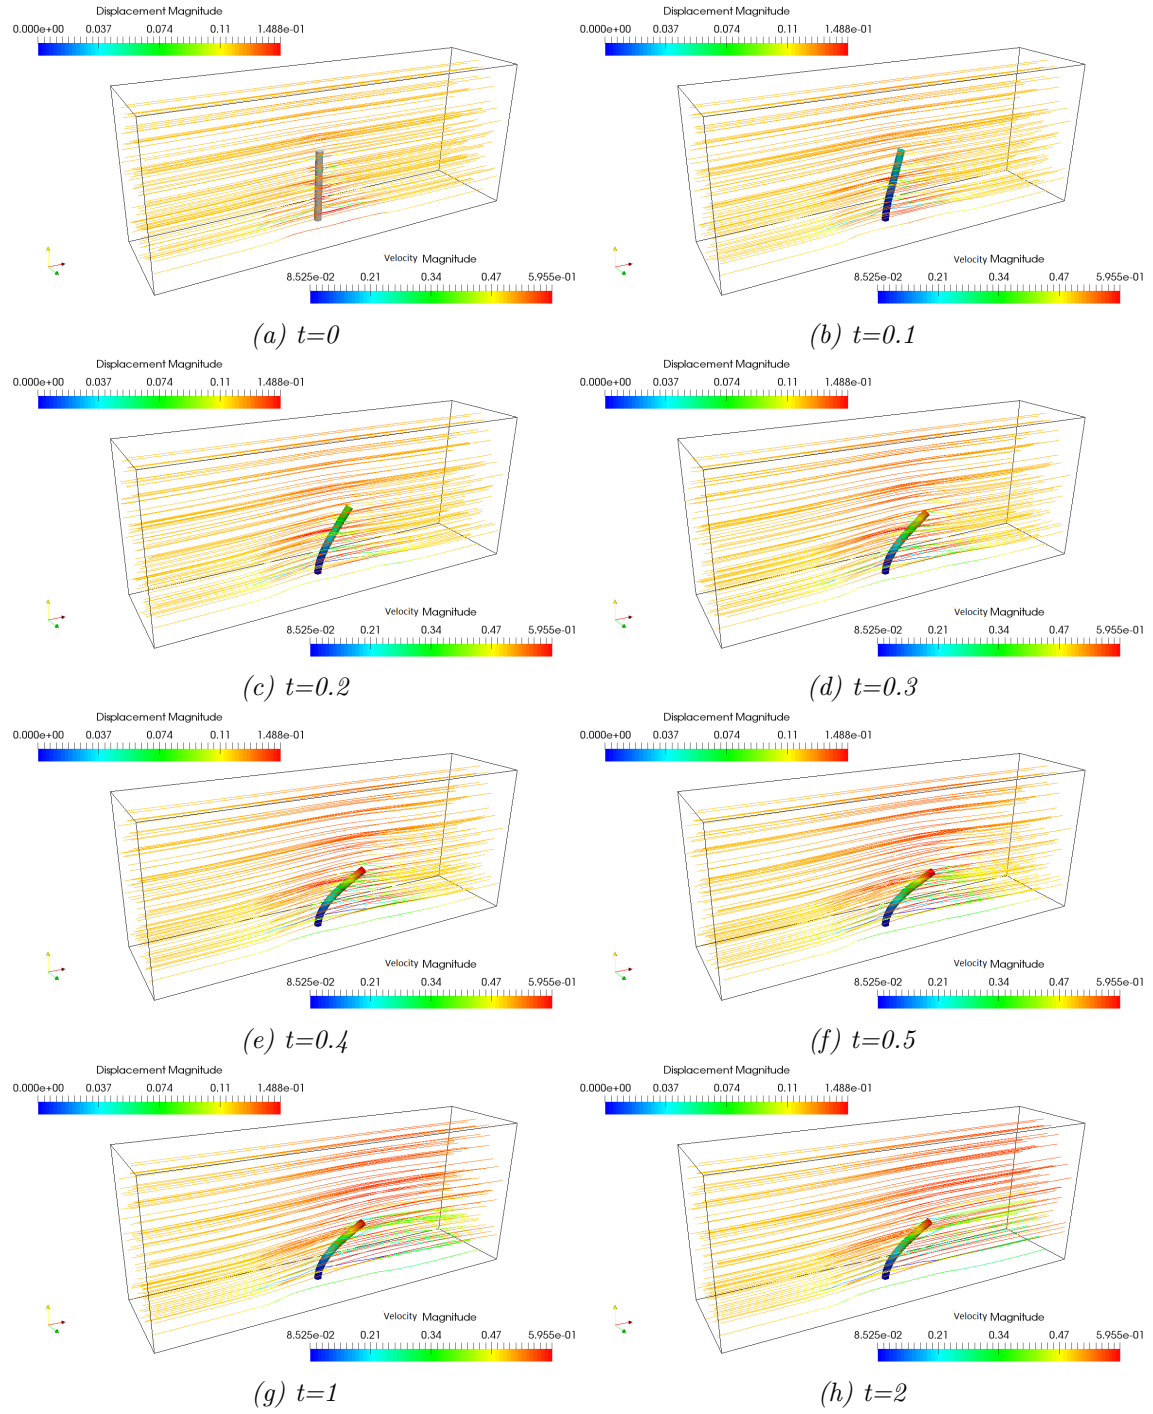 Displacement Magnitude
0.000e+00 0.037 0.074 0.11 1.488e-01
Velocity Magnitude
8.525e-02 0.21 0.34 0.47 5.955e-01
(a) t=0
Displacement Magnitude
0.000e+00 0.037 0.074 0.11 1.488e-01
Velocity Magnitude
8.525e-02 0.21 0.34 0.47 5.955e-01
(b) t=0.1
Displacement Magnitude
0.000e+00 0.037 0.074 0.11 1.488e-01
Velocity Magnitude
8.525e-02 0.21 0.34 0.47 5.955e-01
(c) t=0.2
Displacement Magnitude
0.000e+00 0.037 0.074 0.11 1.488e-01
Velocity Magnitude
8.525e-02 0.21 0.34 0.47 5.955e-01
(d) t=0.3
Displacement Magnitude
0.000e+00 0.037 0.074 0.11 1.488e-01
Velocity Magnitude
8.525e-02 0.21 0.34 0.47 5.955e-01
(e) t=0.4
Displacement Magnitude
0.000e+00 0.037 0.074 0.11 1.488e-01
Velocity Magnitude
8.525e-02 0.21 0.34 0.47 5.955e-01
(f) t=0.5
Displacement Magnitude
0.000e+00 0.037 0.074 0.11 1.488e-01
Velocity Magnitude
8.525e-02 0.21 0.34 0.47 5.955e-01
(g) t=1
Displacement Magnitude
0.000e+00 0.037 0.074 0.11 1.488e-01
Velocity Magnitude
8.525e-02 0.21 0.34 0.47 5.955e-01
(h) t=2